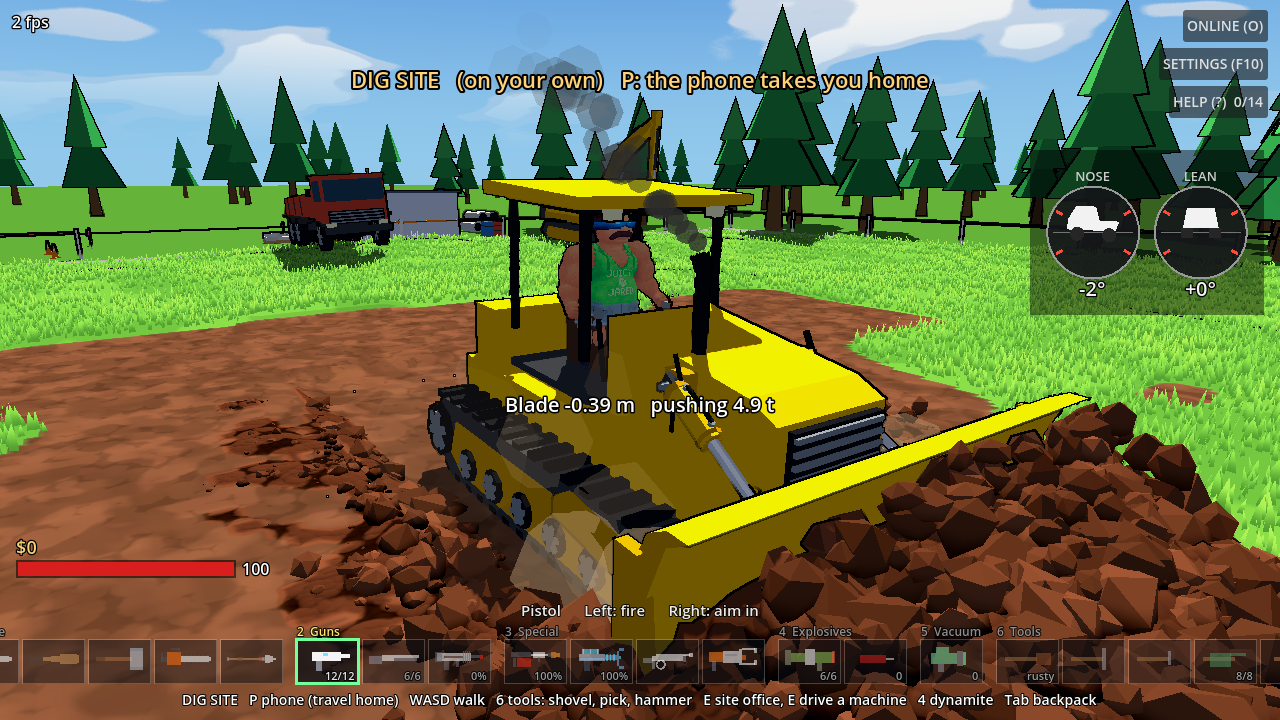 2 fps
ONLINE (O)
SETTINGS (F10)
HELP (?) 0/14
DIG SITE (on your own) P: the phone takes you home
NOSE LEAN
-2° +0°
JUICY
JARED
Blade -0.39 m pushing 4.9 t
$0
100
Pistol Left: fire Right: aim in
2 Guns 3 Special 4 Explosives 5 Vacuum 6 Tools
12/12 6/6 0% 100% 100% 6/6 0 0 rusty 8/8
DIG SITE P phone (travel home) WASD walk 6 tools: shovel, pick, hammer E site office, E drive a machine 4 dynamite Tab backpack